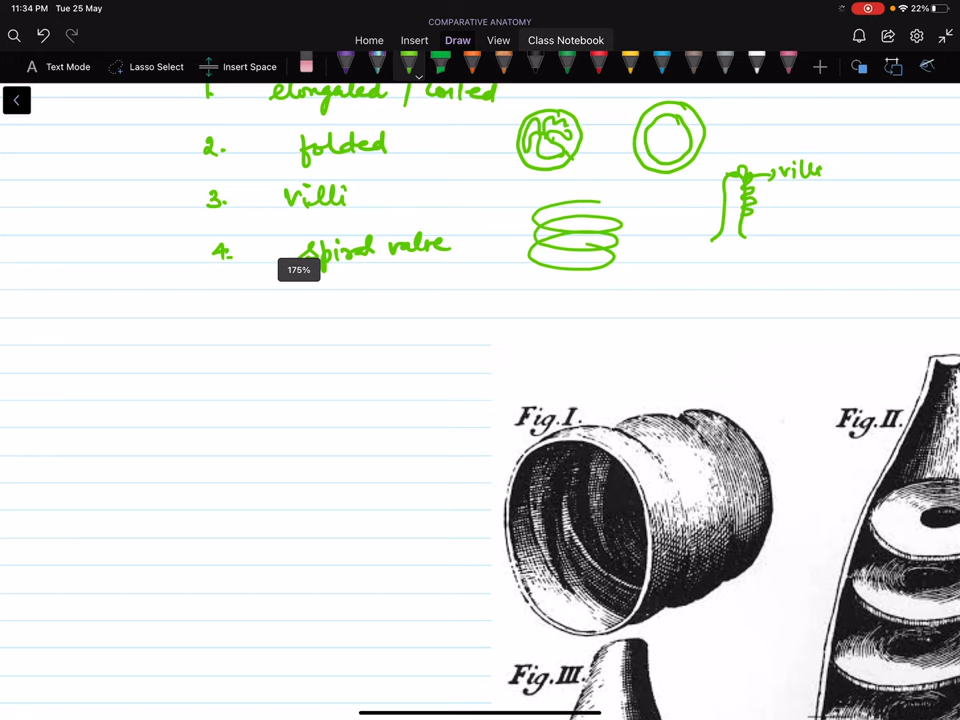 11:34 PM Tue 25 May
22%
COMPARATIVE ANATOMY
Home Insert Draw View Class Notebook
Text Mode Lasso Select Insert Space
1. elongated / coiled
2. folded
villi
3. villi
4. spiral valve
175%
Fig.I.
Fig.II.
Fig.III.